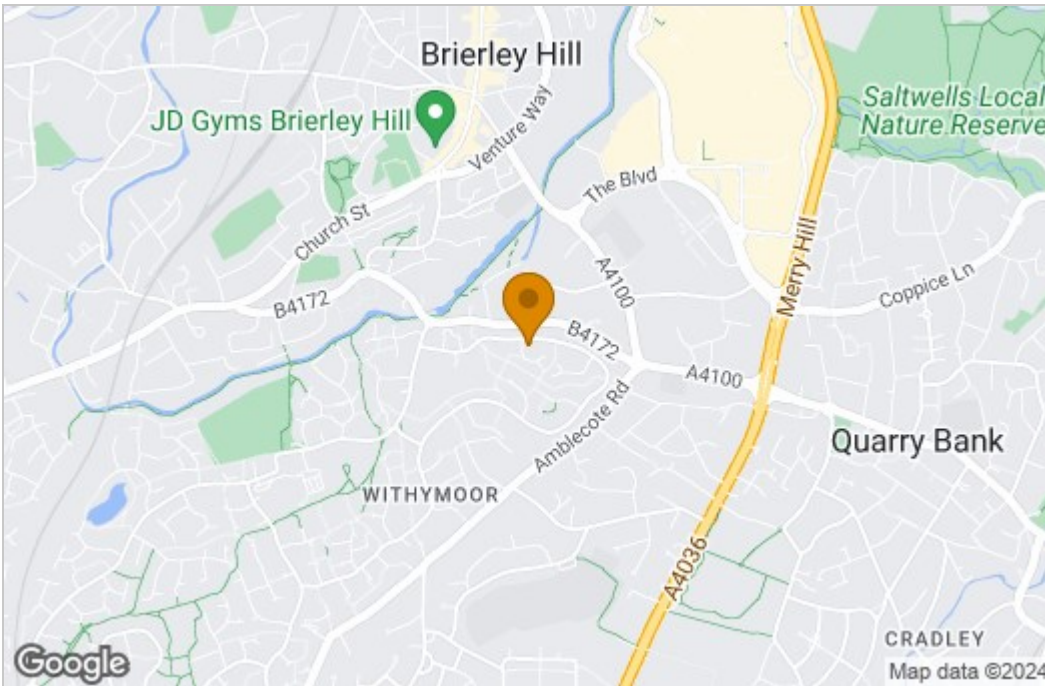 Brierley Hill
JD Gyms Brierley Hill
Venture Way
Saltwells Local
Nature Reserve
The Blvd
Church St
A4100
Merry Hill
Coppice Ln
B4172
B4172
A4100
Amblecote Rd
Quarry Bank
WITHYMOOR
A4036
CRADLEY
Google
Map data ©2024